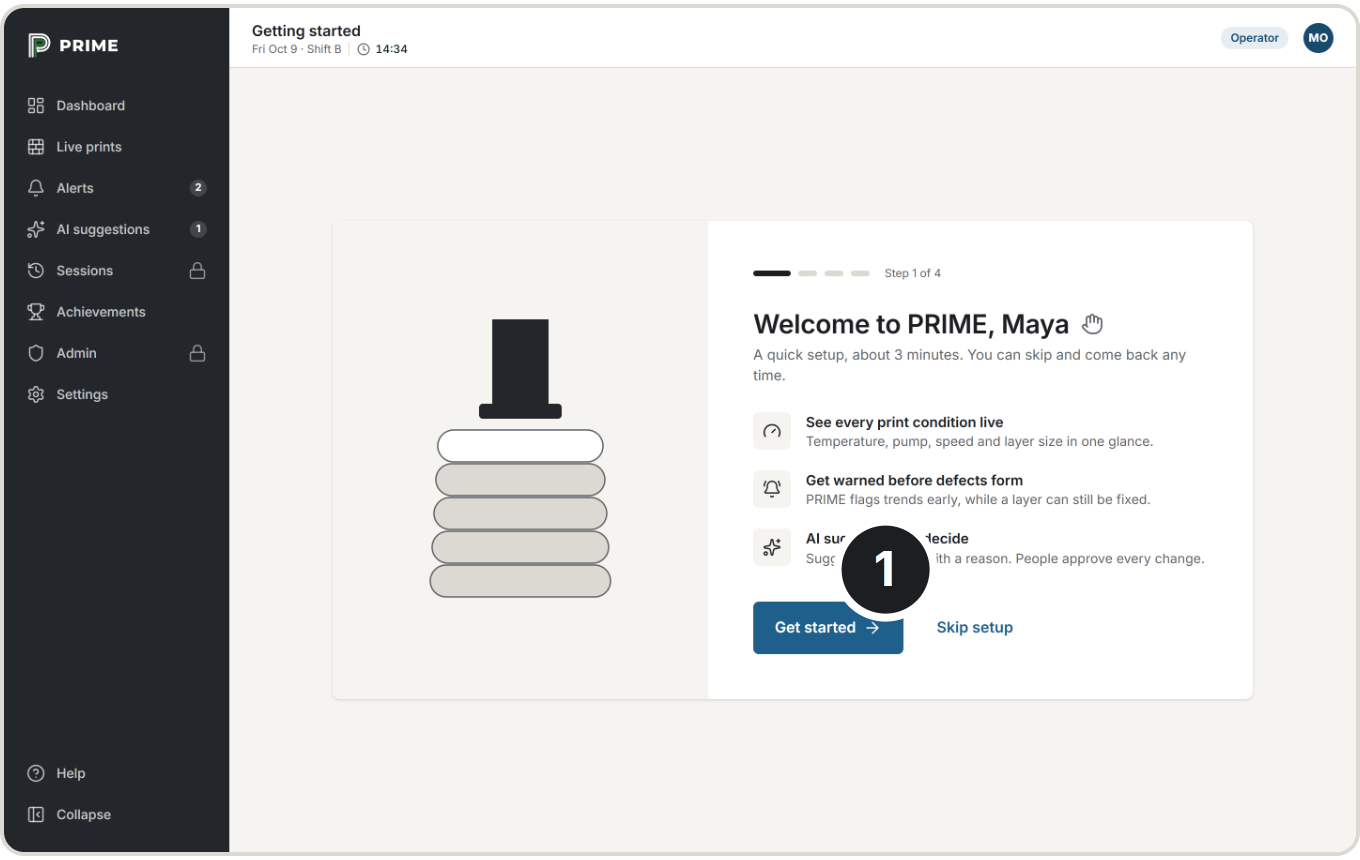 PRIME
Getting started
Fri Oct 9 · Shift B
14:34
Operator
MO
Dashboard
Live prints
Alerts
2
AI suggestions
1
Sessions
Achievements
Admin
Settings
Help
Collapse
Step 1 of 4
Welcome to PRIME, Maya
A quick setup, about 3 minutes. You can skip and come back any
time.
See every print condition live
Temperature, pump, speed and layer size in one glance.
Get warned before defects form
PRIME flags trends early, while a layer can still be fixed.
AI decide
a reason. People approve every change.
1
Get started
Skip setup